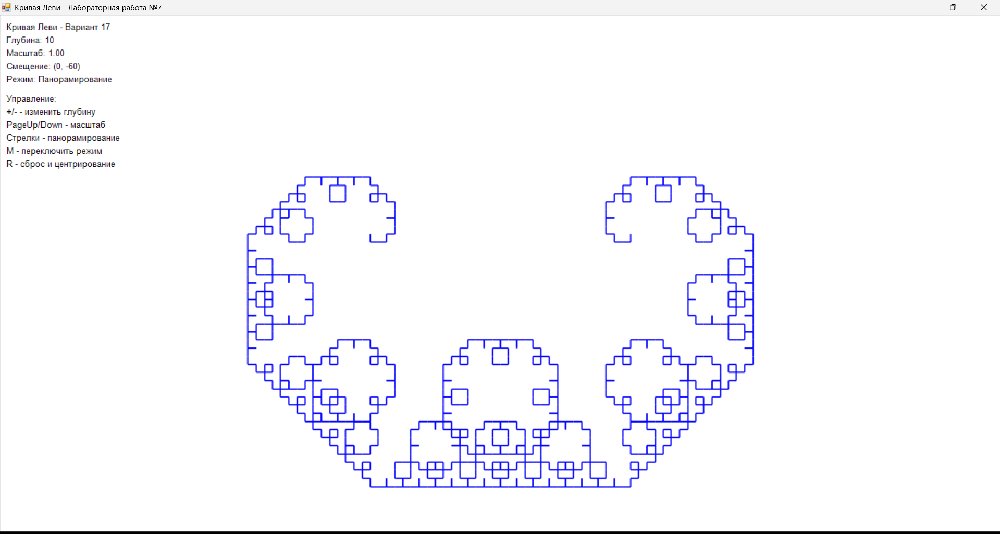 Кривая Леви - Лабораторная работа №7
Кривая Леви - Вариант 17
Глубина: 10
Масштаб: 1.00
Смещение: (0, -60)
Режим: Панорамирование
Управление:
+/- - изменить глубину
PageUp/Down - масштаб
Стрелки - панорамирование
M - переключить режим
R - сброс и центрирование